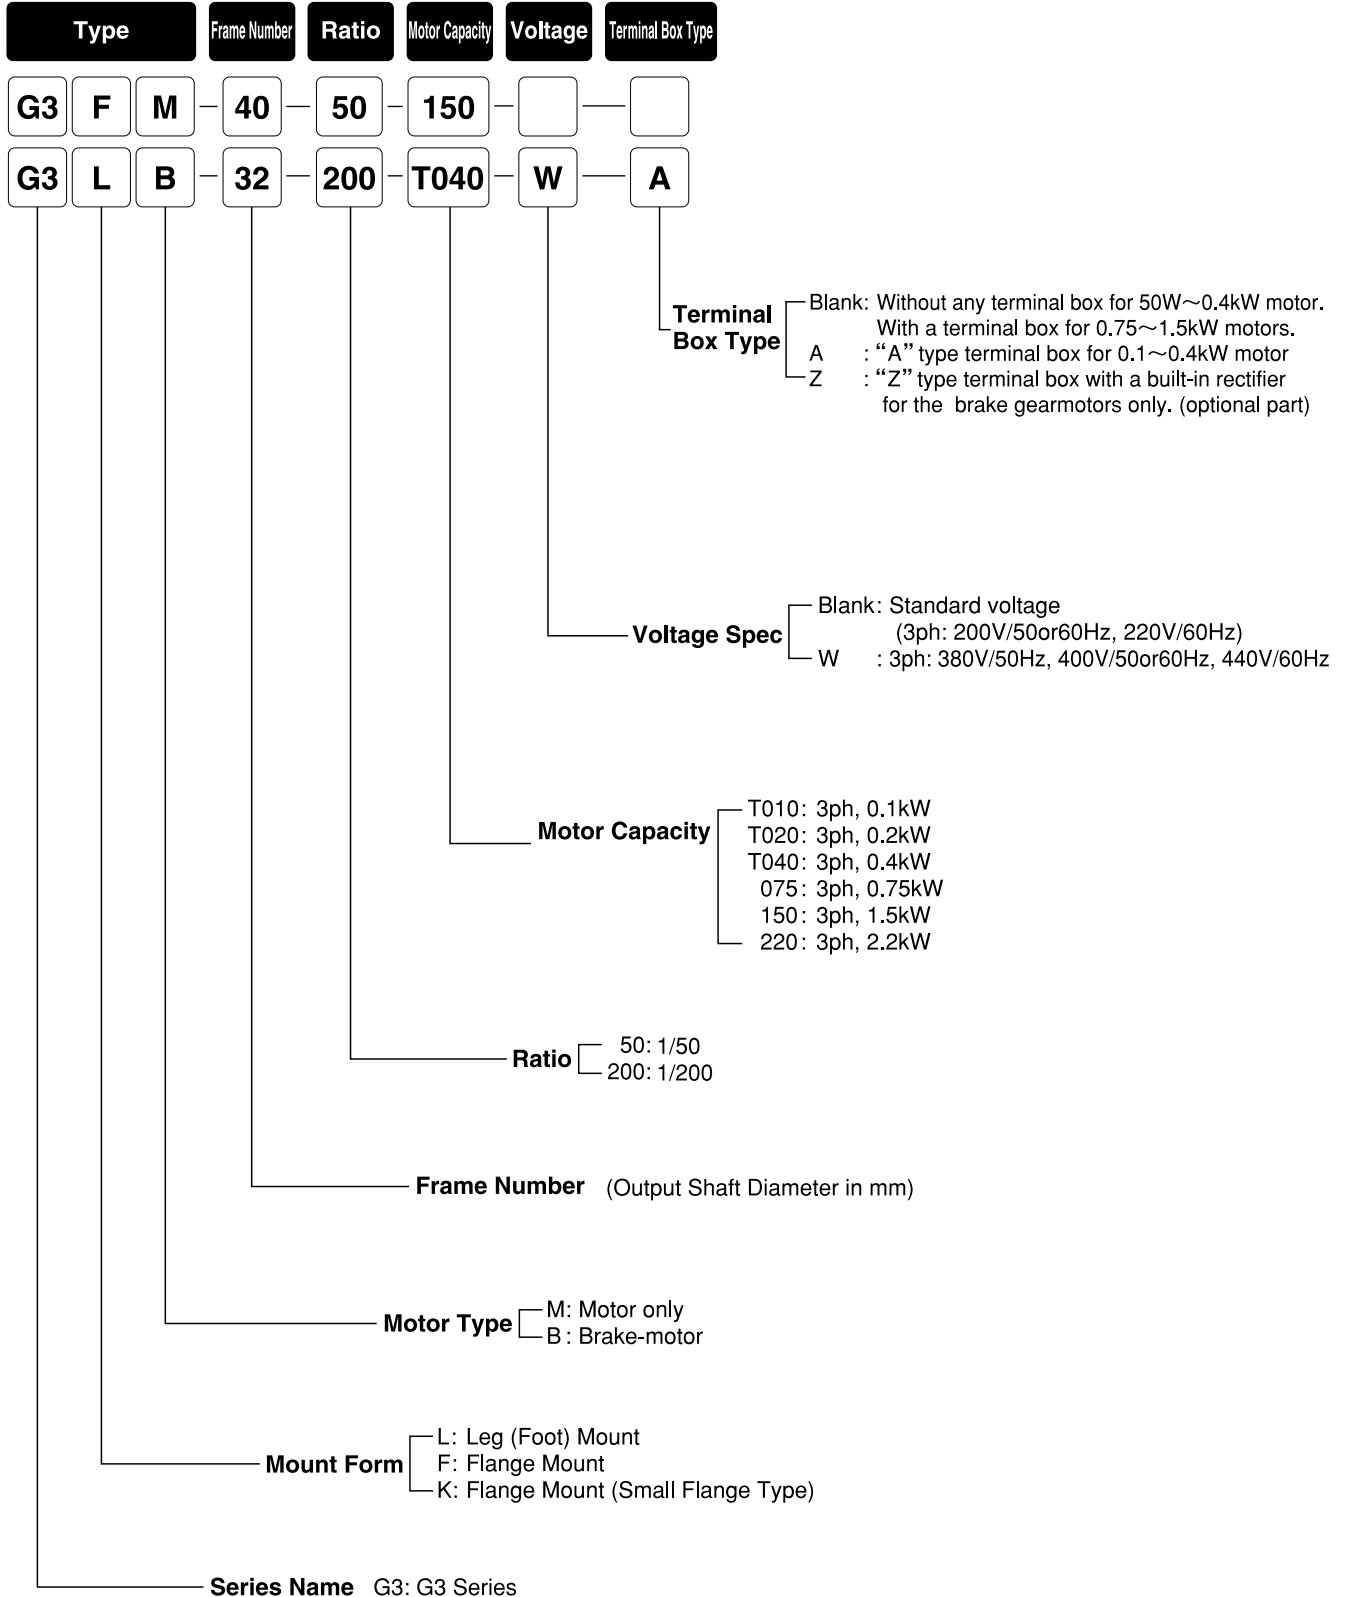 Type Frame Number Ratio Motor Capacity Voltage Terminal Box Type
G3 F M - 40 - 50 - 150 - —
G3 L B - 32 - 200 - T040 - W — A
Terminal
Box Type
Blank: Without any terminal box for 50W～0.4kW motor.
With a terminal box for 0.75～1.5kW motors.
A : “A” type terminal box for 0.1～0.4kW motor
Z : “Z” type terminal box with a built-in rectifier
for the brake gearmotors only. (optional part)
Voltage Spec
Blank: Standard voltage
(3ph: 200V/50or60Hz, 220V/60Hz)
W : 3ph: 380V/50Hz, 400V/50or60Hz, 440V/60Hz
Motor Capacity
T010: 3ph, 0.1kW
T020: 3ph, 0.2kW
T040: 3ph, 0.4kW
075: 3ph, 0.75kW
150: 3ph, 1.5kW
220: 3ph, 2.2kW
Ratio
50: 1/50
200: 1/200
Frame Number (Output Shaft Diameter in mm)
Motor Type
M: Motor only
B: Brake-motor
Mount Form
L: Leg (Foot) Mount
F: Flange Mount
K: Flange Mount (Small Flange Type)
Series Name G3: G3 Series